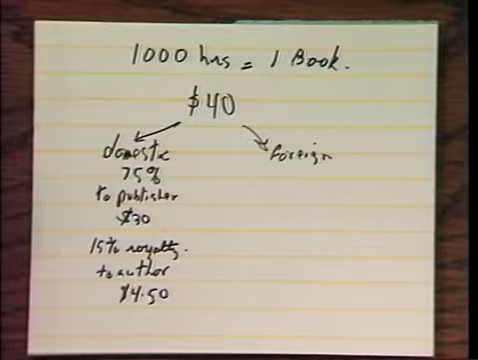 1000 hrs = 1 Book.
$40
domestic
foreign
75%
to publisher
$30
15% royalty.
to author
$4.50